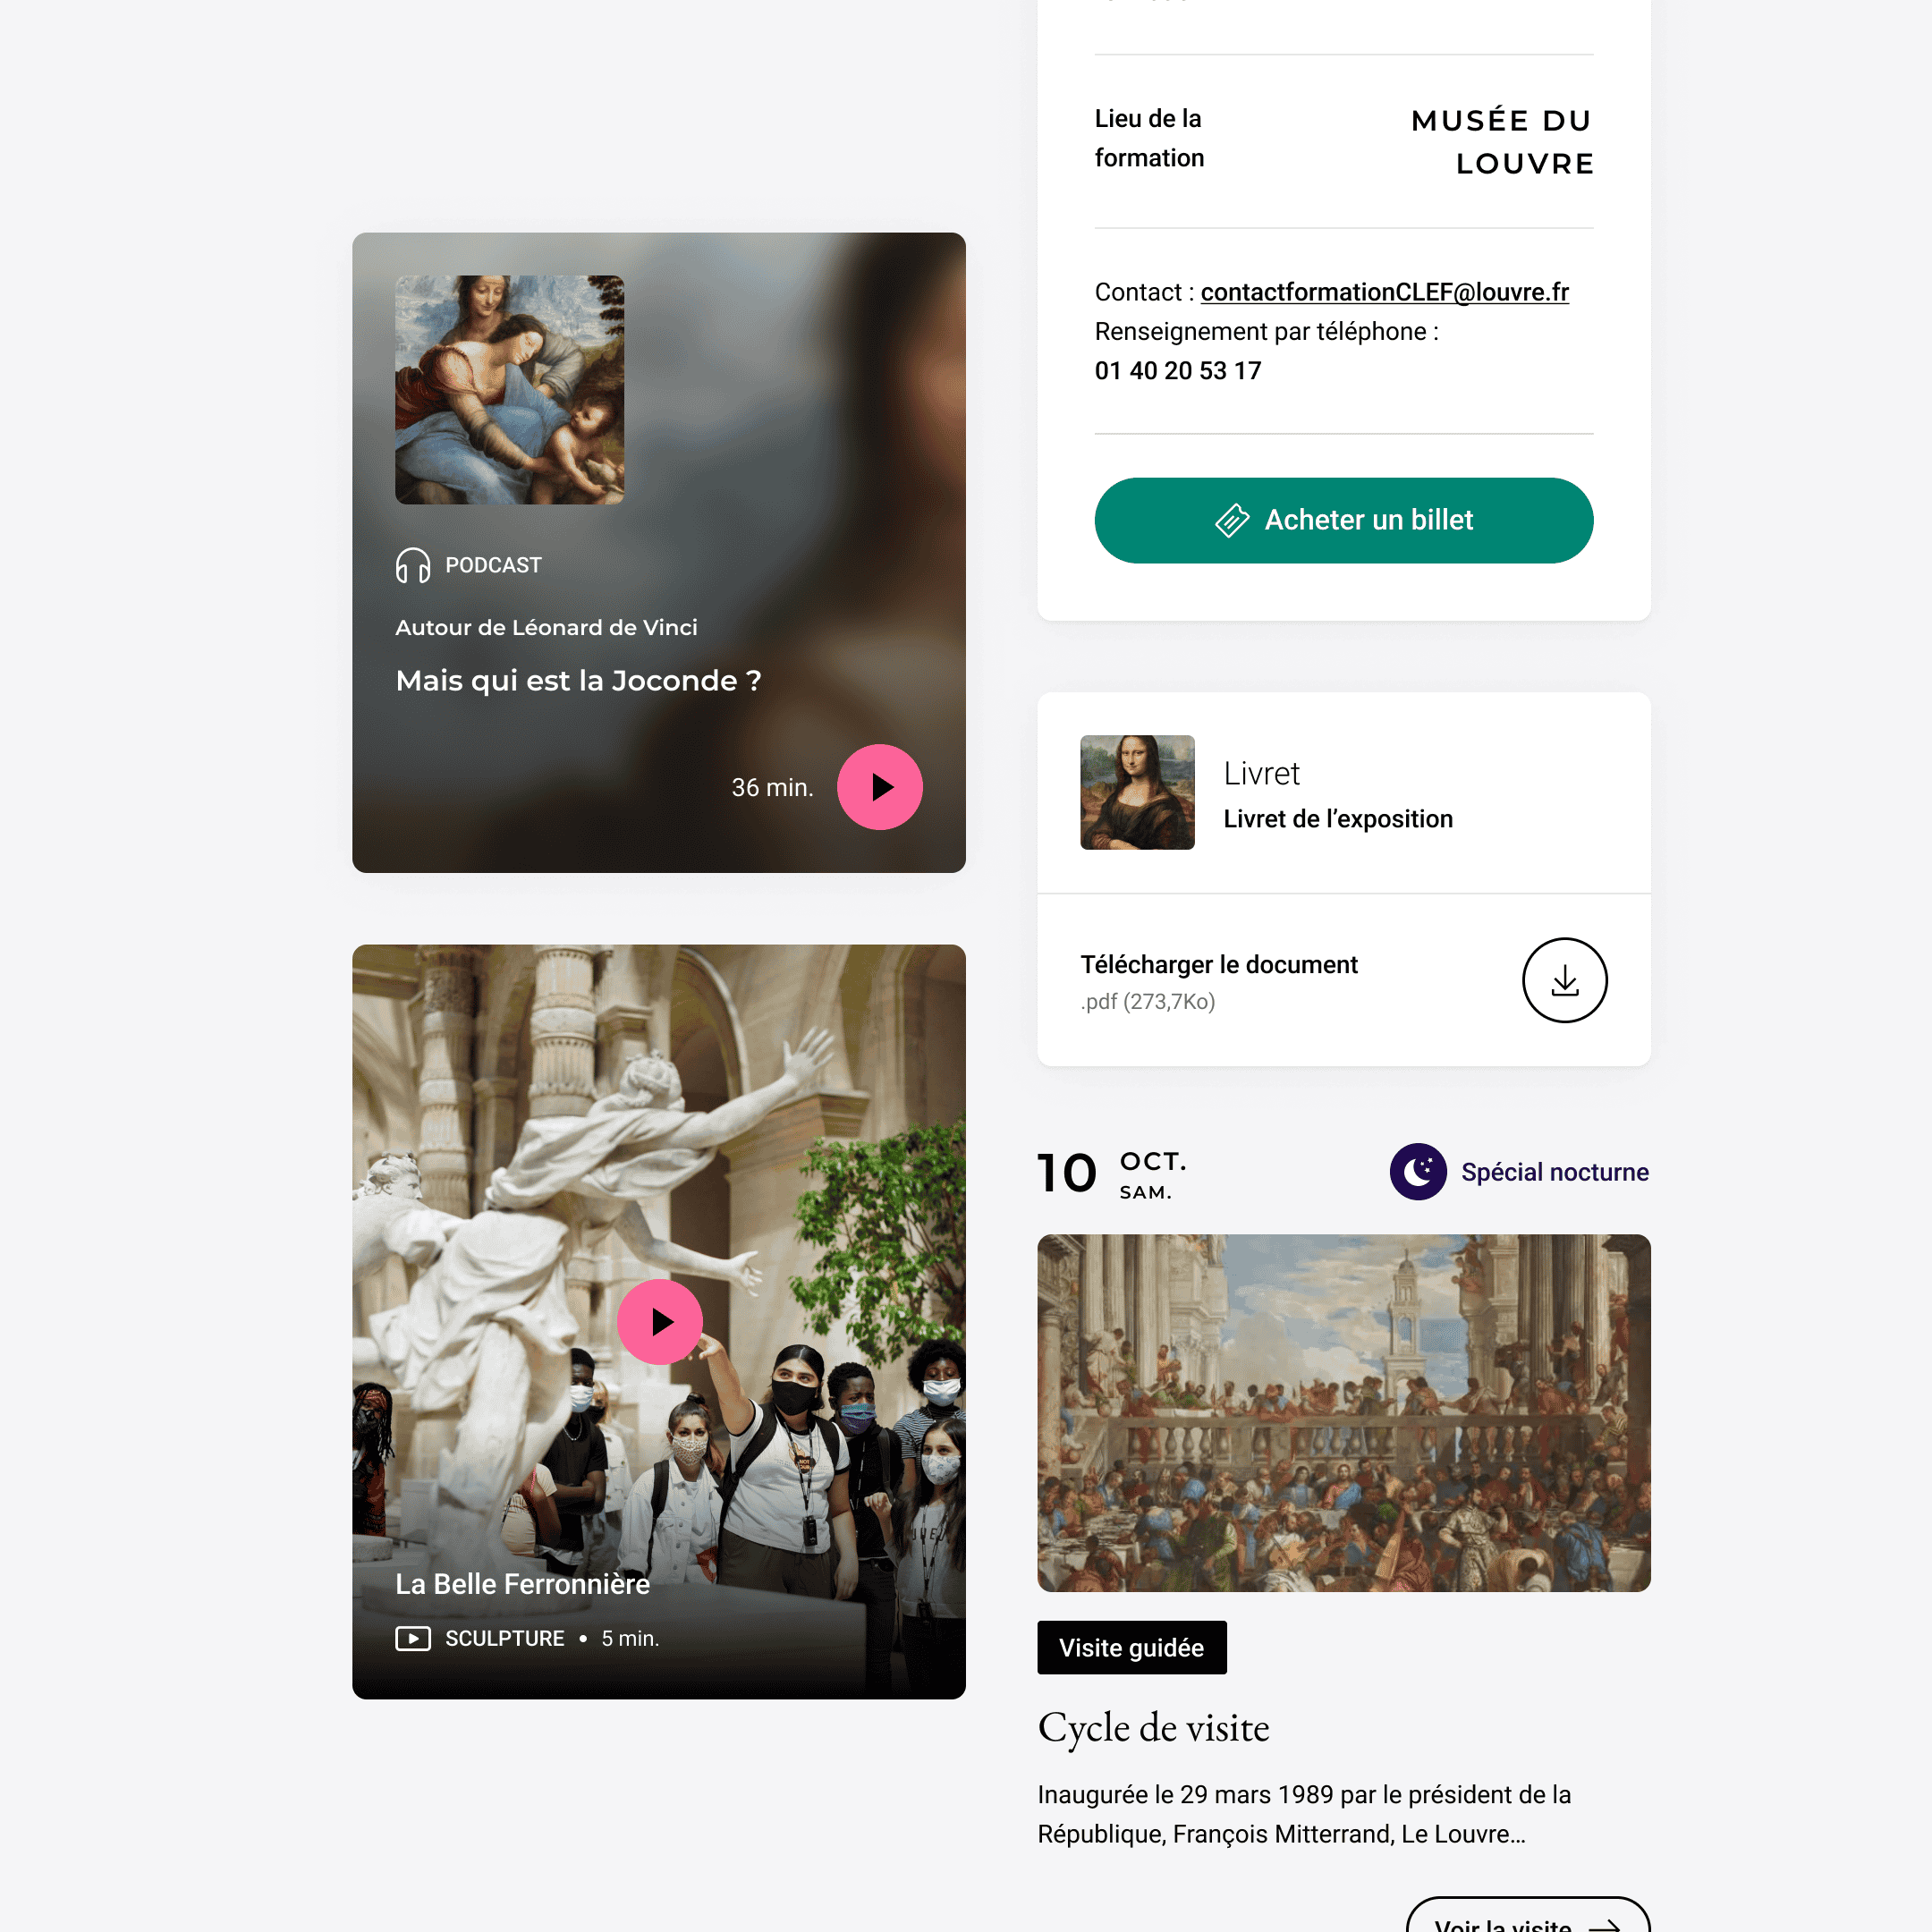 PODCAST
Autour de Léonard de Vinci
Mais qui est la Joconde ?
36 min.
La Belle Ferronnière
SCULPTURE • 5 min.
Lieu de la
formation
MUSÉE DU
LOUVRE
Contact : contactformationCLEF@louvre.fr
Renseignement par téléphone :
01 40 20 53 17
Acheter un billet
Livret
Livret de l’exposition
Télécharger le document
.pdf (273,7Ko)
10 OCT.
SAM.
Spécial nocturne
Visite guidée
Cycle de visite
Inaugurée le 29 mars 1989 par le président de la
République, François Mitterrand, Le Louvre...
Voir la visite